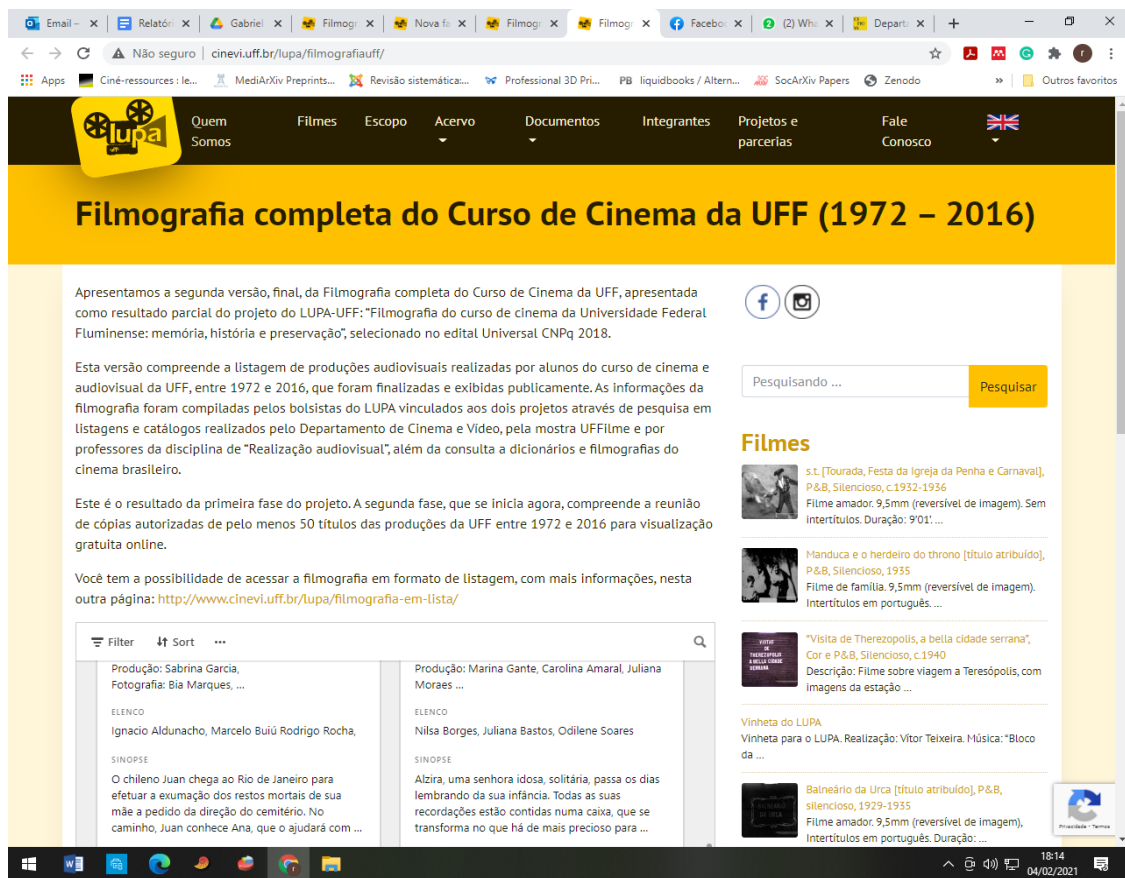 Email –
Relatóri
Gabriel
Filmogr
Nova fa
Filmogr
Filmogr
Faceboc
(2) Wha
Departa
Não seguro | cinevi.uff.br/lupa/filmografiauff/
Apps
Ciné-ressources : le...
MediArXiv Preprints...
Revisão sistemática:...
Professional 3D Pri...
PB liquidbooks / Altern...
SocArXiv Papers
Zenodo
»
Outros favoritos
lupa
uff
Quem
Somos
Filmes
Escopo
Acervo
Documentos
Integrantes
Projetos e
parcerias
Fale
Conosco
Filmografia completa do Curso de Cinema da UFF (1972 – 2016)
Apresentamos a segunda versão, final, da Filmografia completa do Curso de Cinema da UFF, apresentada
como resultado parcial do projeto do LUPA-UFF: “Filmografia do curso de cinema da Universidade Federal
Fluminense: memória, história e preservação”, selecionado no edital Universal CNPq 2018.
Esta versão compreende a listagem de produções audiovisuais realizadas por alunos do curso de cinema e
audiovisual da UFF, entre 1972 e 2016, que foram finalizadas e exibidas publicamente. As informações da
filmografia foram compiladas pelos bolsistas do LUPA vinculados aos dois projetos através de pesquisa em
listagens e catálogos realizados pelo Departamento de Cinema e Vídeo, pela mostra UFFilme e por
professores da disciplina de “Realização audiovisual”, além da consulta a dicionários e filmografias do
cinema brasileiro.
Este é o resultado da primeira fase do projeto. A segunda fase, que se inicia agora, compreende a reunião
de cópias autorizadas de pelo menos 50 títulos das produções da UFF entre 1972 e 2016 para visualização
gratuita online.
Você tem a possibilidade de acessar a filmografia em formato de listagem, com mais informações, nesta
outra página: http://www.cinevi.uff.br/lupa/filmografia-em-lista/
Filter
Sort
...
Produção: Sabrina Garcia,
Fotografia: Bia Marques, ...
ELENCO
Ignacio Aldunacho, Marcelo Buiú Rodrigo Rocha,
SINOPSE
O chileno Juan chega ao Rio de Janeiro para
efetuar a exumação dos restos mortais de sua
mãe a pedido da direção do cemitério. No
caminho, Juan conhece Ana, que o ajudará com ...
Produção: Marina Gante, Carolina Amaral, Juliana
Moraes ...
ELENCO
Nilsa Borges, Juliana Bastos, Odilene Soares
SINOPSE
Alzira, uma senhora idosa, solitária, passa os dias
lembrando da sua infância. Todas as suas
recordações estão contidas numa caixa, que se
transforma no que há de mais precioso para ...
Pesquisando ...
Pesquisar
Filmes
s.t. [Tourada, Festa da Igreja da Penha e Carnaval],
P&B, Silencioso, c.1932-1936
Filme amador. 9,5mm (reversível de imagem). Sem
intertítulos. Duração: 9'01". ...
Manduca e o herdeiro do throno [título atribuído],
P&B, Silencioso, 1935
Filme de família. 9,5mm (reversível de imagem).
Intertítulos em português. ...
VISITAS
DE
THEREZOPOLIS
A BELLA CIDADE
SERRANA
"Visita de Therezopolis, a bella cidade serrana",
Cor e P&B, Silencioso, c.1940
Descrição: Filme sobre viagem a Teresópolis, com
imagens da estação ...
Vinheta do LUPA
Vinheta para o LUPA. Realização: Vitor Teixeira. Música: “Bloco
da ...
Balneário da Urca [título atribuído], P&B,
silencioso, 1929-1935
Filme amador. 9,5mm (reversível de imagem),
Intertítulos em português. Duração: ...
Privacidade - Termos
18:14
04/02/2021